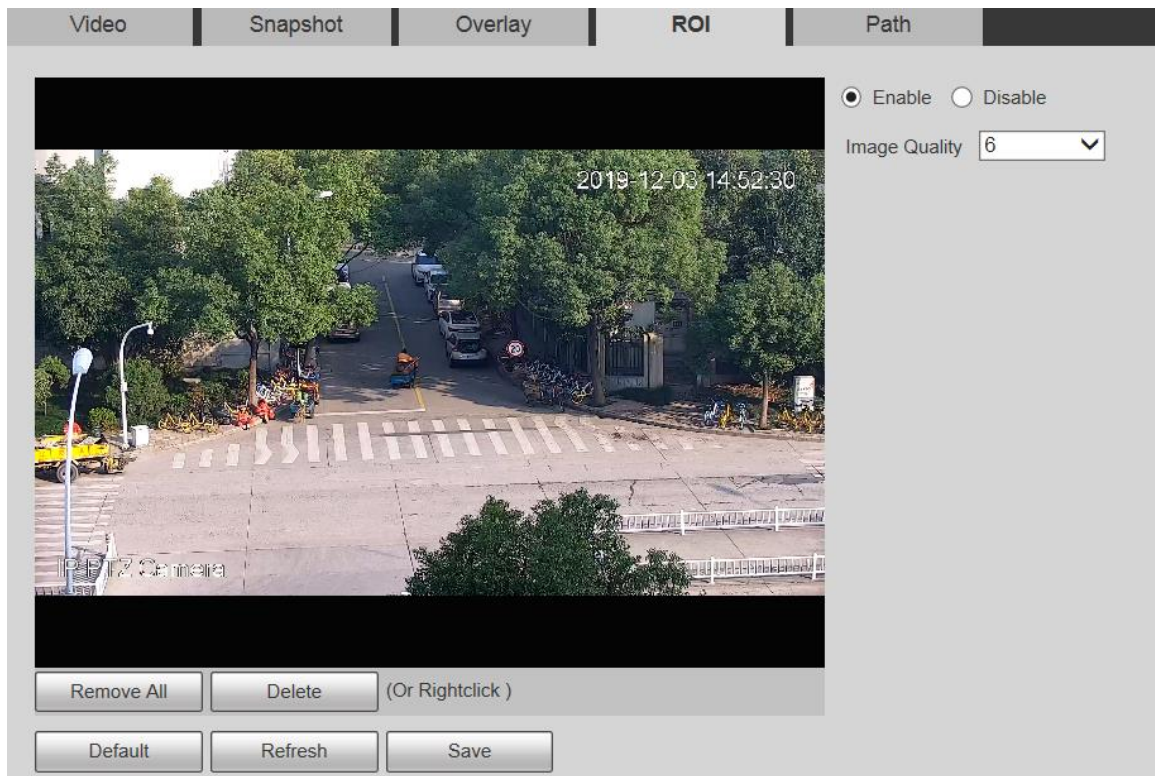 Video Snapshot Overlay ROI Path
Enable Disable
Image Quality 6
2019-12-03 14:52:30
20
IP PTZ Camera
Remove All Delete (Or Rightclick )
Default Refresh Save